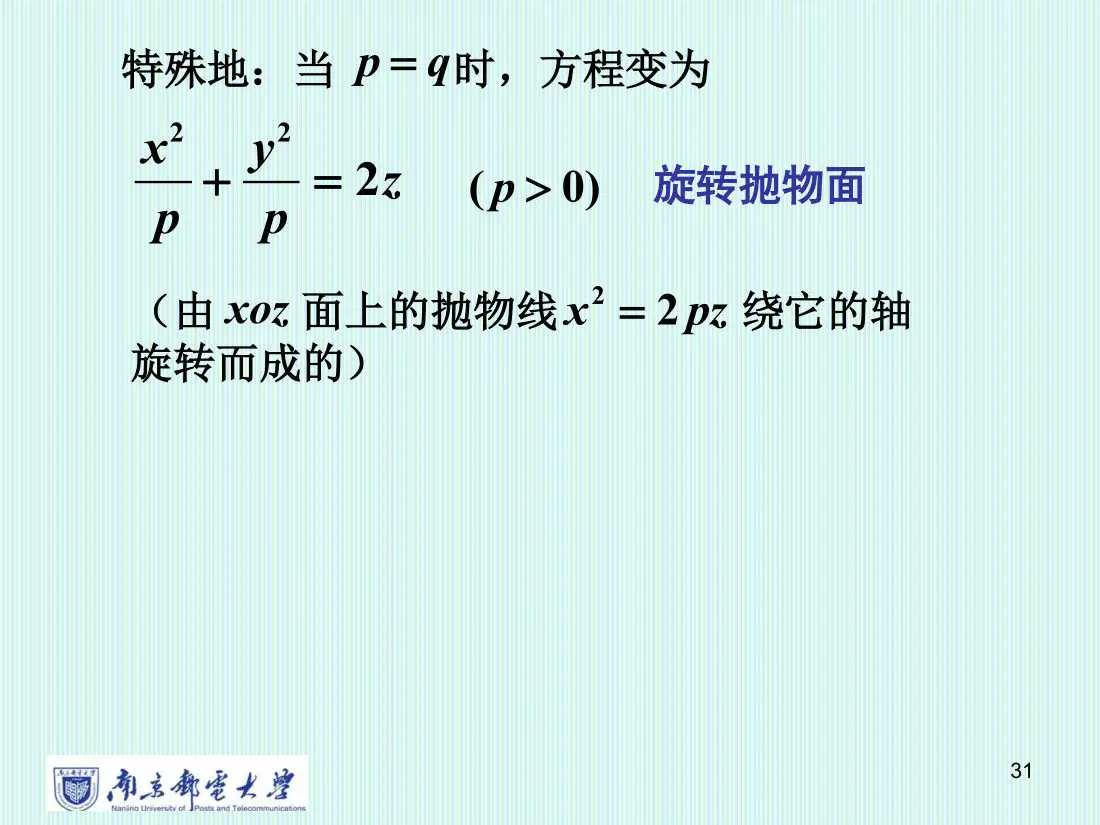 特殊地：当 p = q 时，方程变为
x²/p + y²/p = 2z (p > 0) 旋转抛物面
（由 xoz 面上的抛物线 x² = 2pz 绕它的轴
旋转而成的）
南京邮電大學
Nanjing University of Posts and Telecommunications
31